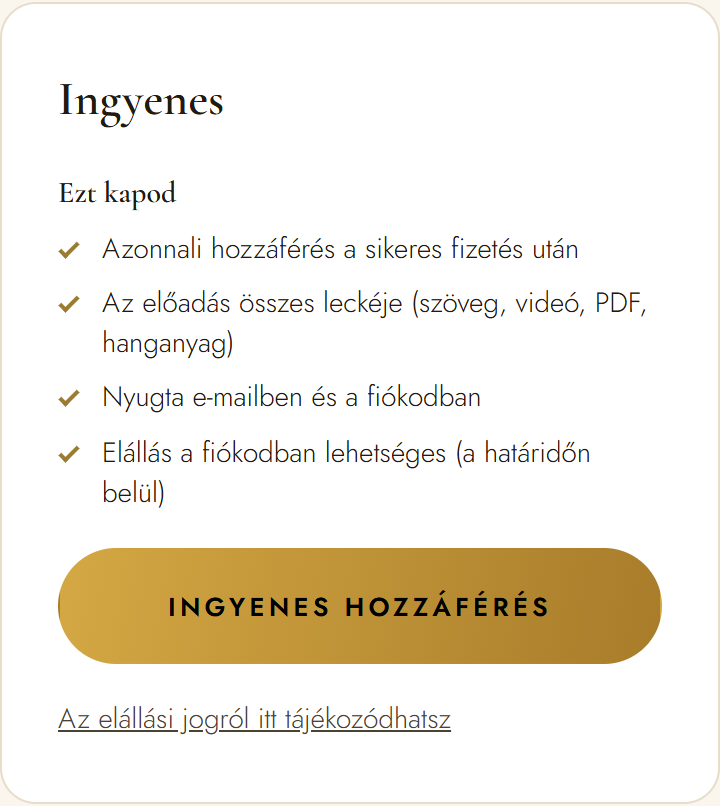 Ingyenes
Ezt kapod
Azonnali hozzáférés a sikeres fizetés után
Az előadás összes leckéje (szöveg, videó, PDF,
hanganyag)
Nyugta e-mailben és a fiókodban
Elállás a fiókodban lehetséges (a határidőn
belül)
INGYENES HOZZÁFÉRÉS
Az elállási jogról itt tájékozódhatsz